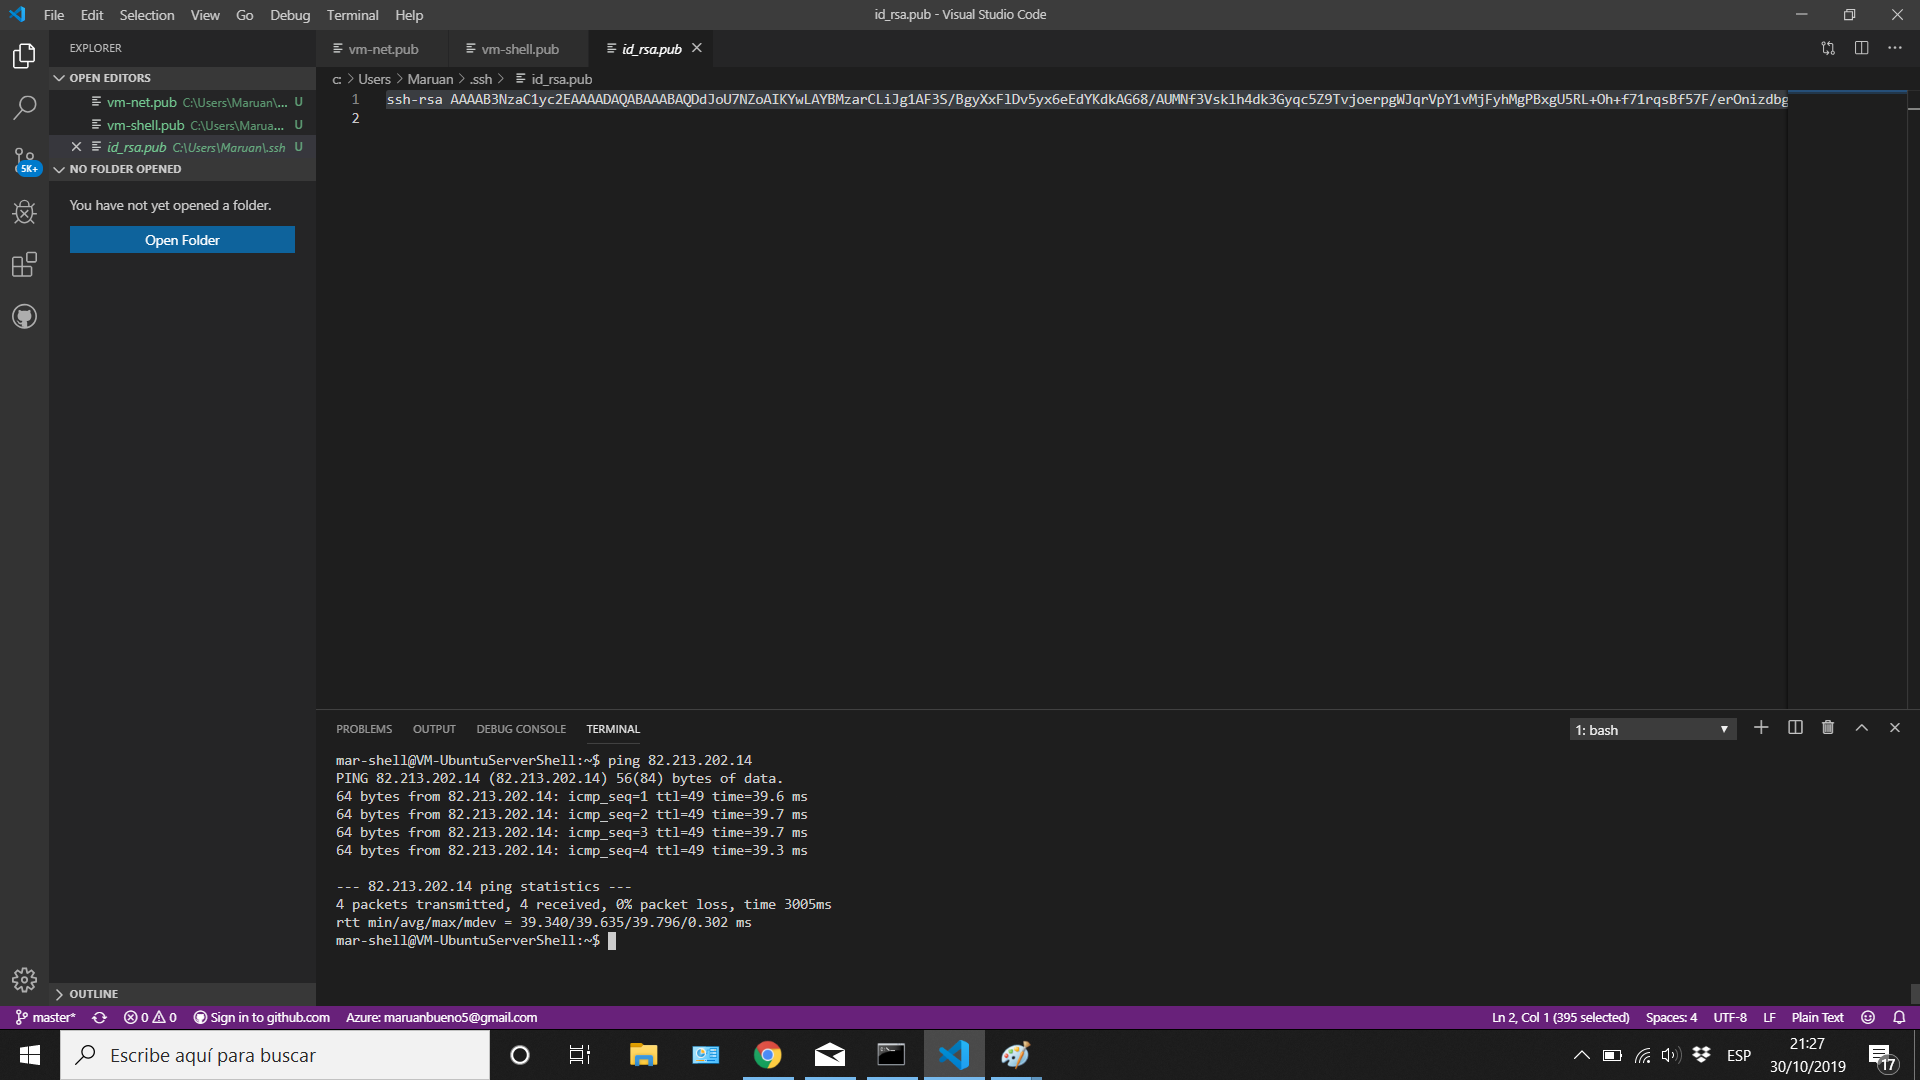 File Edit Selection View Go Debug Terminal Help
id_rsa.pub - Visual Studio Code
EXPLORER
OPEN EDITORS
vm-net.pub C:\Users\Maruan\... U
vm-shell.pub C:\Users\Marua... U
id_rsa.pub C:\Users\Maruan\.ssh U
NO FOLDER OPENED
You have not yet opened a folder.
Open Folder
5K+
OUTLINE
vm-net.pub vm-shell.pub id_rsa.pub
c: > Users > Maruan > .ssh > id_rsa.pub
1 ssh-rsa AAAAB3NzaC1yc2EAAAADAQABAAABAQDdJoU7NZoAIKYwLAYBMzarCLiJg1AF3S/BgyXxFlDv5yx6eEdYKdkAG68/AUMNf3Vsklh4dk3Gyqc5Z9TvjoerpgWJqrVpY1vMjFyhMgPBxgU5RL+Oh+f71rqsBf57F/erOnizdbg
2
PROBLEMS OUTPUT DEBUG CONSOLE TERMINAL
1: bash
mar-shell@VM-UbuntuServerShell:~$ ping 82.213.202.14
PING 82.213.202.14 (82.213.202.14) 56(84) bytes of data.
64 bytes from 82.213.202.14: icmp_seq=1 ttl=49 time=39.6 ms
64 bytes from 82.213.202.14: icmp_seq=2 ttl=49 time=39.7 ms
64 bytes from 82.213.202.14: icmp_seq=3 ttl=49 time=39.7 ms
64 bytes from 82.213.202.14: icmp_seq=4 ttl=49 time=39.3 ms
--- 82.213.202.14 ping statistics ---
4 packets transmitted, 4 received, 0% packet loss, time 3005ms
rtt min/avg/max/mdev = 39.340/39.635/39.796/0.302 ms
mar-shell@VM-UbuntuServerShell:~$
master* 0 0 Sign in to github.com Azure: maruanbueno5@gmail.com
Ln 2, Col 1 (395 selected) Spaces: 4 UTF-8 LF Plain Text
Escribe aquí para buscar
ESP
21:27
30/10/2019
17